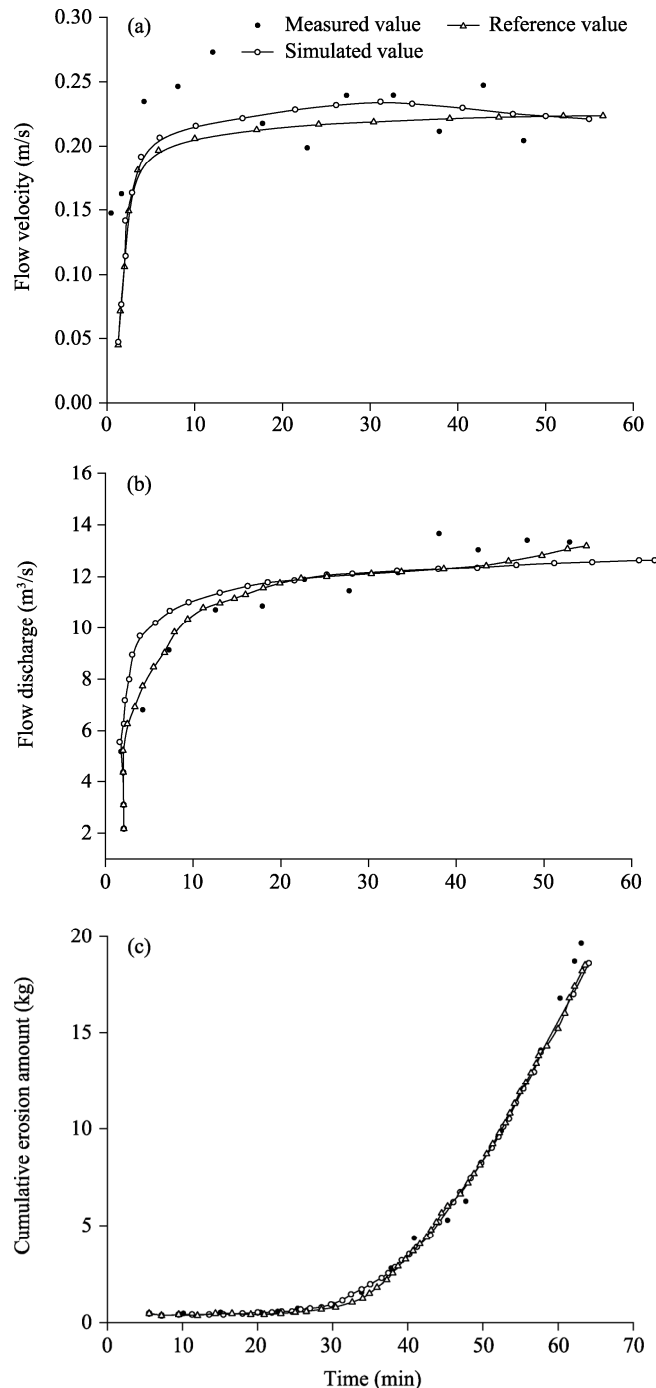 (a)
Measured value
Reference value
Simulated value
Flow velocity (m/s)
0.30
0.25
0.20
0.15
0.10
0.05
0.00
0 10 20 30 40 50 60
(b)
Flow discharge (m³/s)
16
14
12
10
8
6
4
2
0 10 20 30 40 50 60
(c)
Cumulative erosion amount (kg)
20
15
10
5
0
0 10 20 30 40 50 60 70
Time (min)